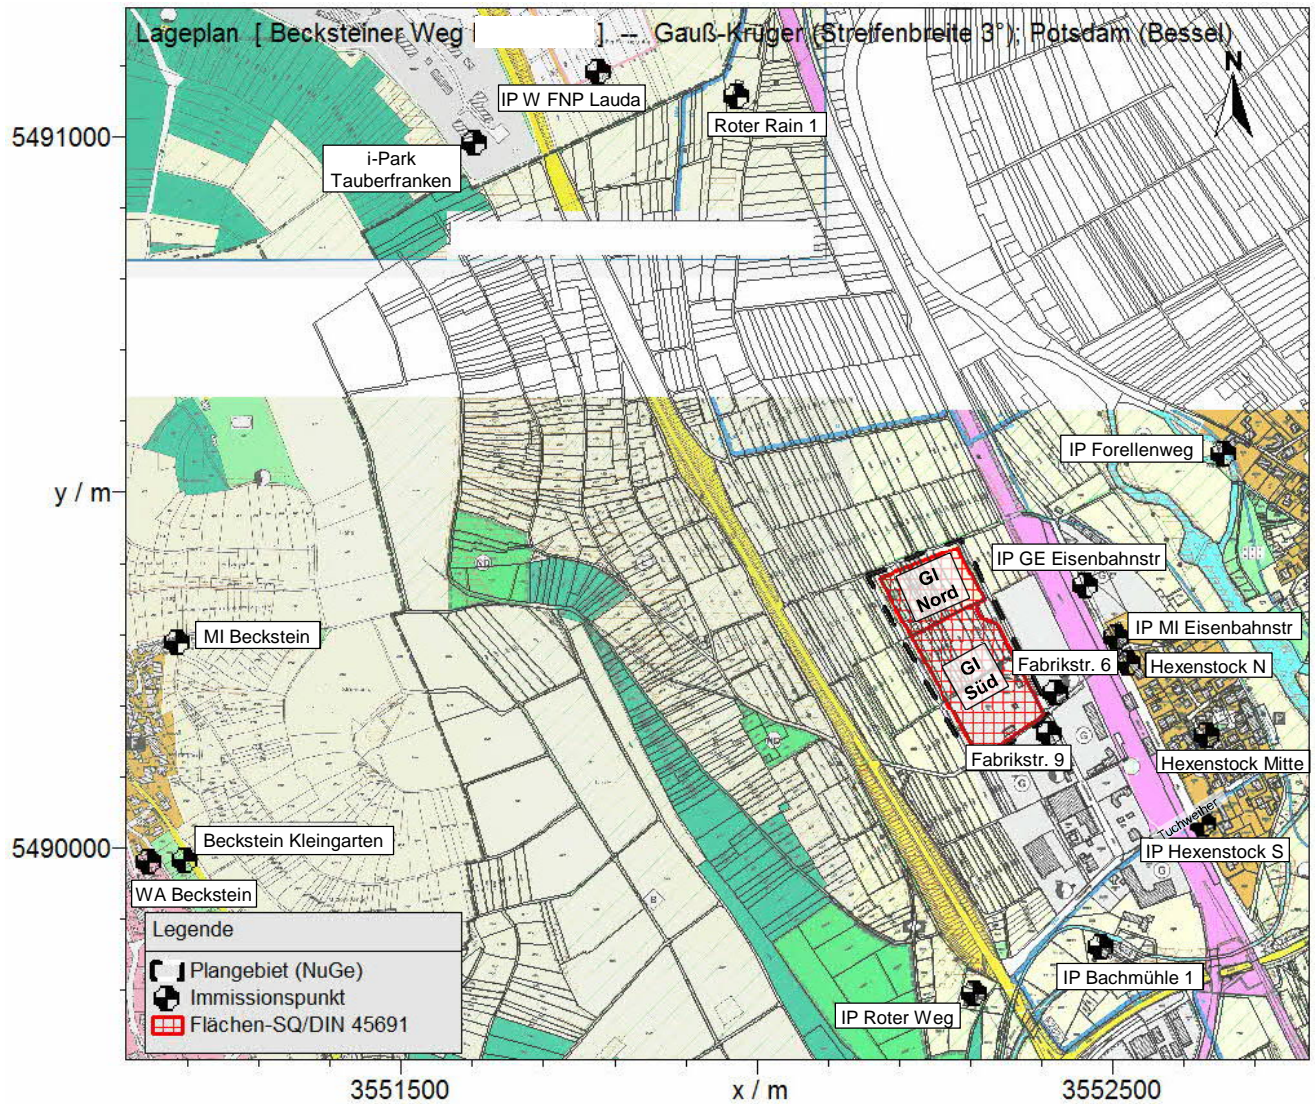 Lageplan [ Becksteiner Weg ] -- Gauß-Krüger (Streifenbreite 3°); Potsdam (Bessel)
N
IP W FNP Lauda
Roter Rain 1
5491000
i-Park
Tauberfranken
IP Forellenweg
y / m
IP GE Eisenbahnstr
GI
Nord
IP MI Eisenbahnstr
MI Beckstein
Fabrikstr. 6
Hexenstock N
GI
Süd
Fabrikstr. 9
Hexenstock Mitte
Tuchweiher
Beckstein Kleingarten
5490000
IP Hexenstock S
WA Beckstein
Legende
Plangebiet (NuGe)
Immissionspunkt
Flächen-SQ/DIN 45691
IP Bachmühle 1
IP Roter Weg
3551500
x / m
3552500